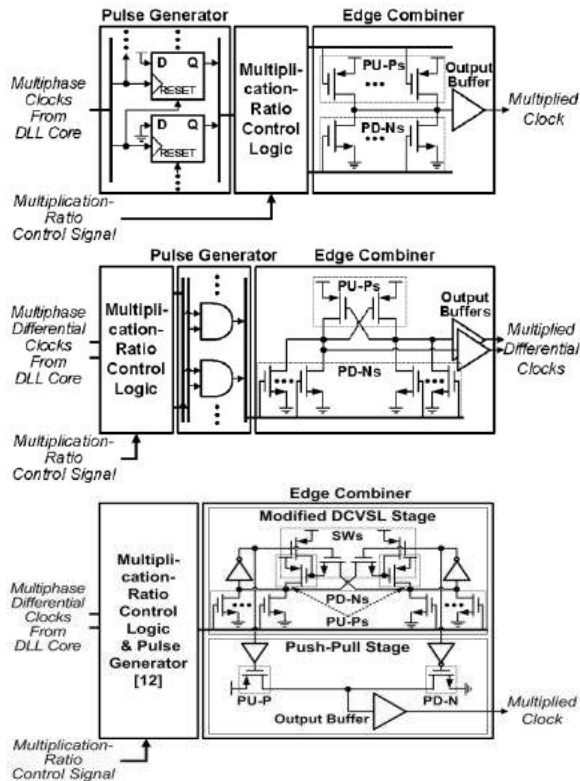 Pulse Generator
Edge Combiner
Multiphase
Clocks
From
DLL Core
D Q
RESET
D Q
RESET
Multipli-
cation-
Ratio
Control
Logic
PU-Ps
PD-Ns
Output
Buffer
Multiplied
Clock
Multiplication-
Ratio
Control Signal
Pulse Generator
Edge Combiner
Multiphase
Differential
Clocks
From
DLL Core
Multipli-
cation-
Ratio
Control
Logic
PU-Ps
PD-Ns
Output
Buffers
Multiplied
Differential
Clocks
Multiplication-
Ratio
Control Signal
Edge Combiner
Modified DCVSL Stage
SWs
Multiphase
Differential
Clocks
From
DLL Core
Multipli-
cation-
Ratio
Control
Logic
& Pulse
Generator
[12]
PD-Ns
PU-Ps
Push-Pull Stage
PU-P
Output Buffer
PD-N
Multiplied
Clock
Multiplication-
Ratio
Control Signal